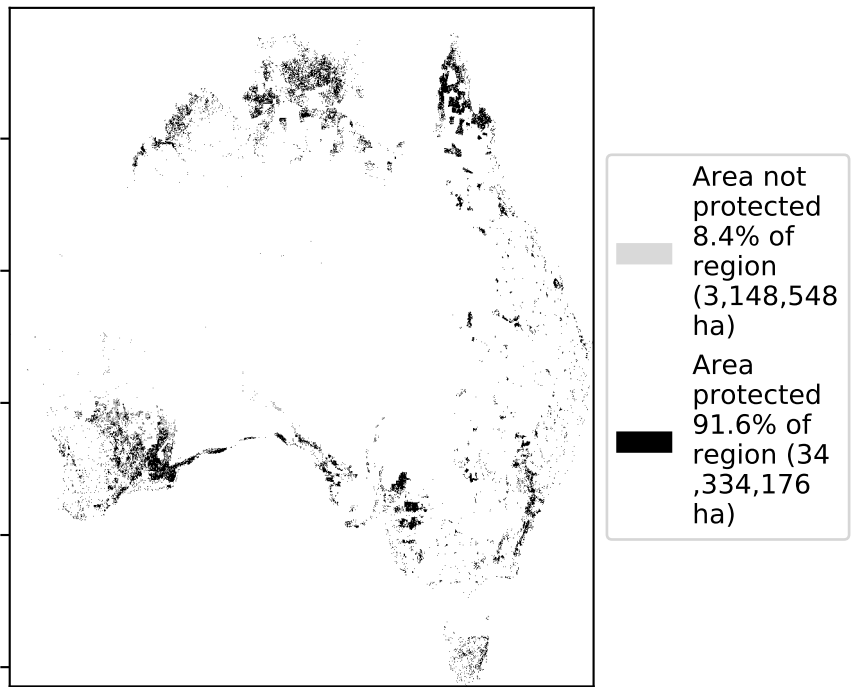 Area not
protected
8.4% of
region
(3,148,548
ha)
Area
protected
91.6% of
region (34
,334,176
ha)